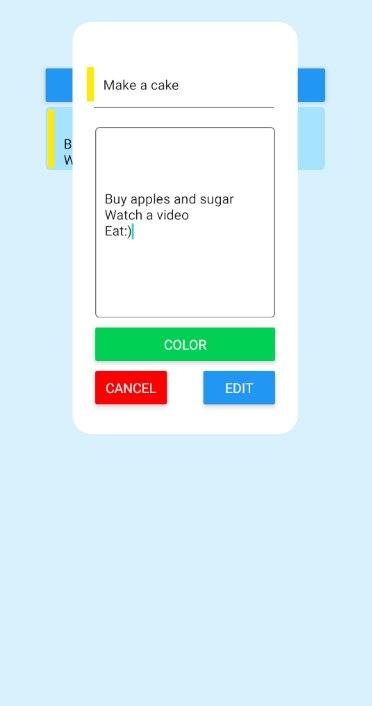 Make a cake
B
W
Buy apples and sugar
Watch a video
Eat:)
COLOR
CANCEL
EDIT